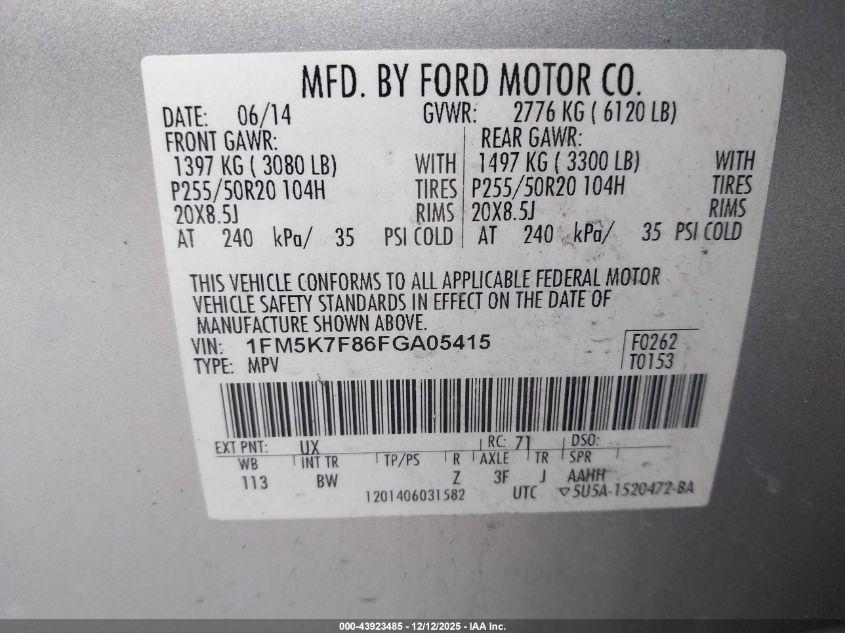 MFD. BY FORD MOTOR CO.
DATE: 06/14 GVWR: 2776 KG ( 6120 LB)
FRONT GAWR: REAR GAWR:
1397 KG ( 3080 LB) WITH 1497 KG ( 3300 LB) WITH
P255/50R20 104H TIRES P255/50R20 104H TIRES
20X8.5J RIMS 20X8.5J RIMS
AT 240 kPa/ 35 PSI COLD AT 240 kPa/ 35 PSI COLD
THIS VEHICLE CONFORMS TO ALL APPLICABLE FEDERAL MOTOR
VEHICLE SAFETY STANDARDS IN EFFECT ON THE DATE OF
MANUFACTURE SHOWN ABOVE.
VIN: 1FM5K7F86FGA05415 F0262
TYPE: MPV T0153
EXT PNT: UX RC: 71 DSO:
WB INT TR TP/PS R AXLE TR SPR
113 BW Z 3F J AAHH
1201406031582 UTC ▽5U5A-1520472-BA
000-43923485 - 12/12/2025 - IAA Inc.